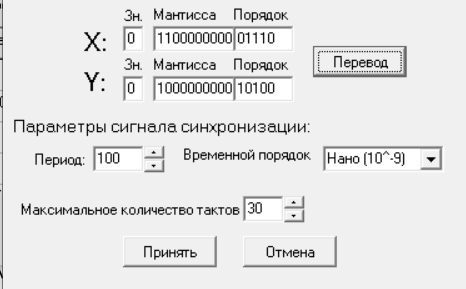 Зн. Мантисса Порядок
X: 0 1100000000 01110 Перевод
Зн. Мантисса Порядок
Y: 0 1000000000 10100
Параметры сигнала синхронизации:
Период: 100 Временной порядок Нано (10^-9)
Максимальное количество тактов 30
Принять Отмена